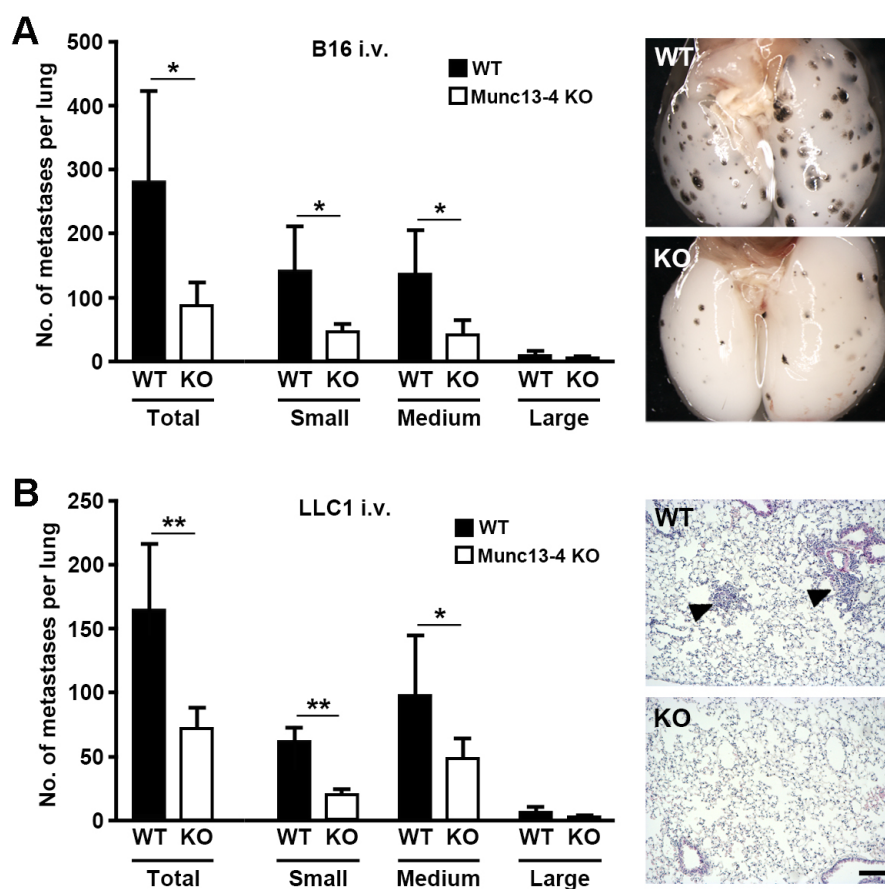 A
B16 i.v.
WT
Munc13-4 KO
No. of metastases per lung
500
400
300
200
100
0
*
*
*
WT KO WT KO WT KO WT KO
Total Small Medium Large
WT
KO
B
LLC1 i.v.
WT
Munc13-4 KO
No. of metastases per lung
250
200
150
100
50
0
**
**
*
WT KO WT KO WT KO WT KO
Total Small Medium Large
WT
KO